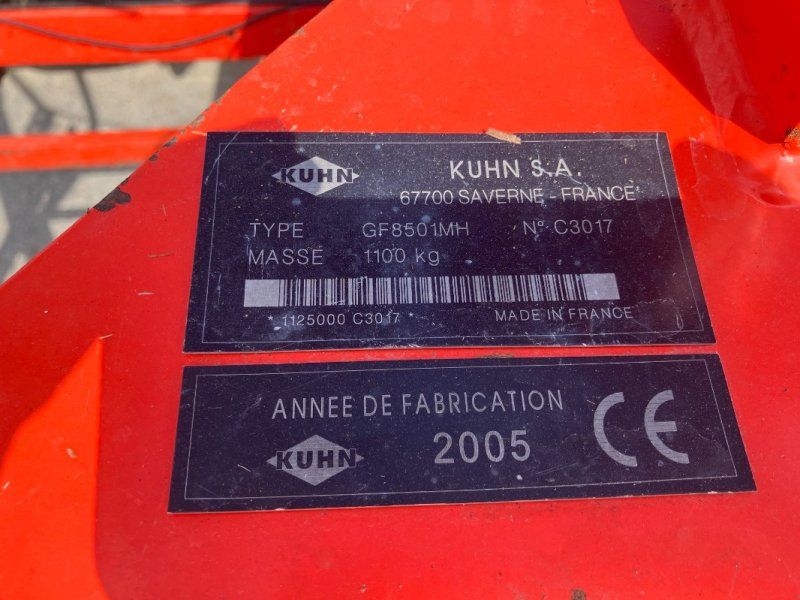 KUHN
KUHN S.A.
67700 SAVERNE - FRANCE
TYPE GF8501MH N° C3017
MASSE 1100 Kg
* 1125000 C3017 *
MADE IN FRANCE
ANNEE DE FABRICATION
KUHN
2005
CE